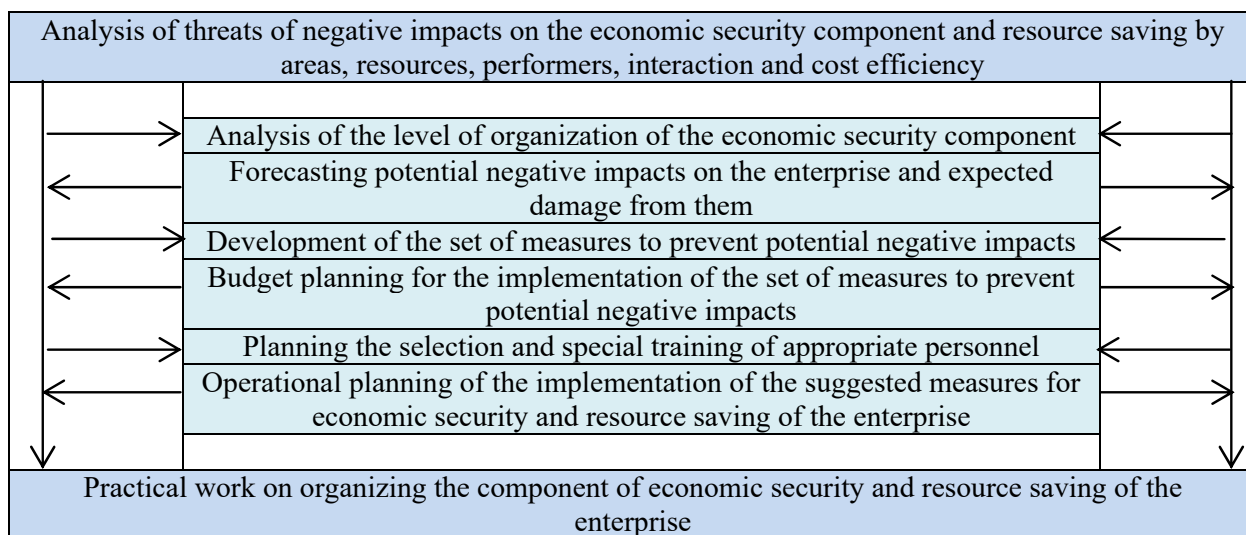 Analysis of threats of negative impacts on the economic security component and resource saving by
areas, resources, performers, interaction and cost efficiency
Analysis of the level of organization of the economic security component
Forecasting potential negative impacts on the enterprise and expected
damage from them
Development of the set of measures to prevent potential negative impacts
Budget planning for the implementation of the set of measures to prevent
potential negative impacts
Planning the selection and special training of appropriate personnel
Operational planning of the implementation of the suggested measures for
economic security and resource saving of the enterprise
Practical work on organizing the component of economic security and resource saving of the
enterprise